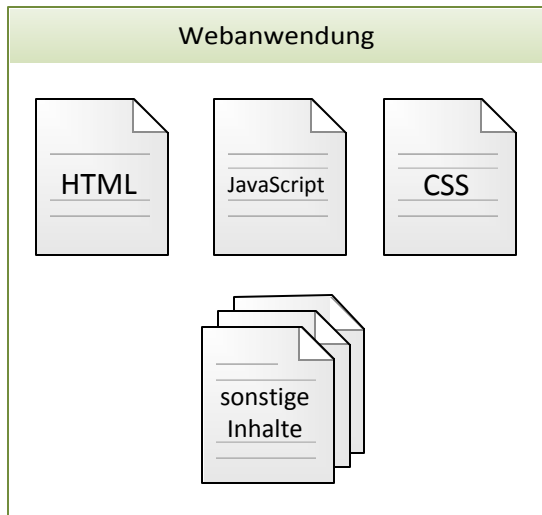 Webanwendung
HTML
JavaScript
CSS
sonstige
Inhalte